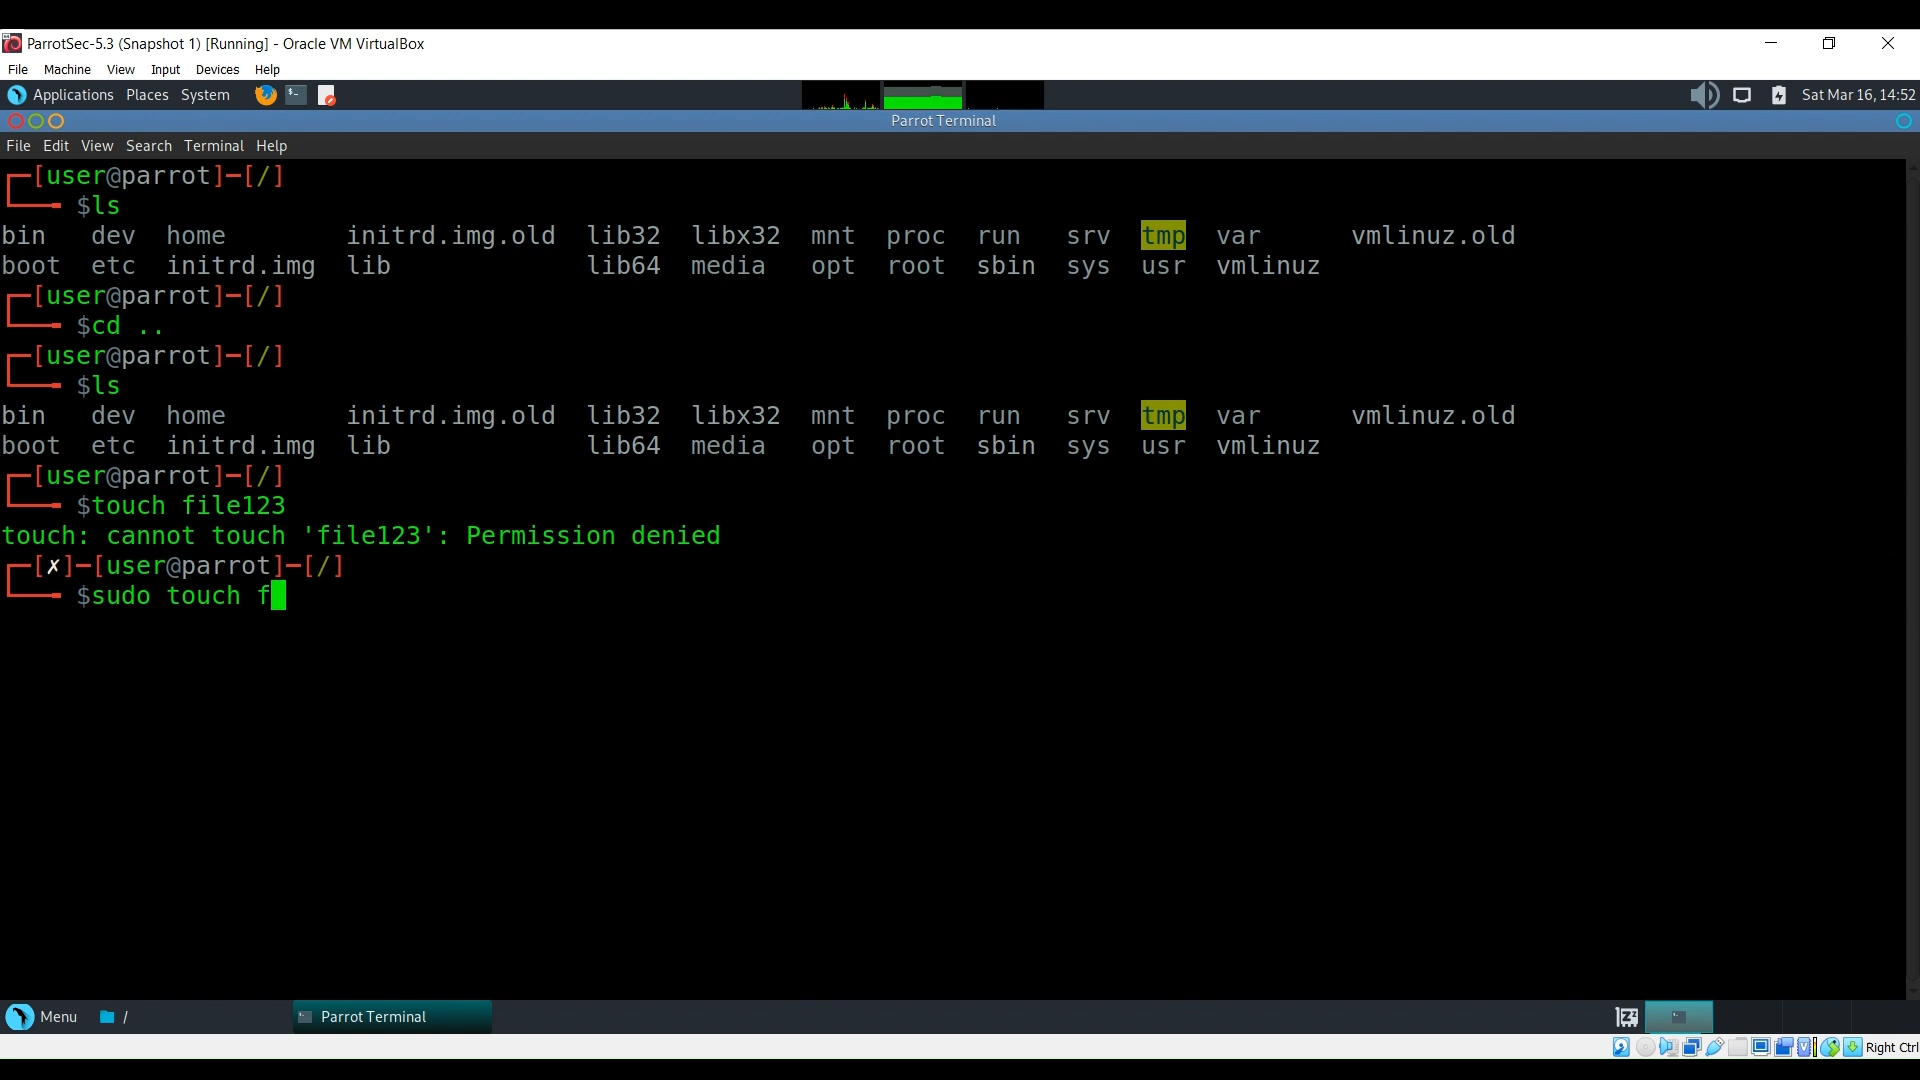 ParrotSec-5.3 (Snapshot 1) [Running] - Oracle VM VirtualBox
File Machine View Input Devices Help
Applications Places System Sat Mar 16, 14:52
Parrot Terminal
File Edit View Search Terminal Help
[user@parrot]-[/]
$ls
bin dev home initrd.img.old lib32 libx32 mnt proc run srv tmp var vmlinuz.old
boot etc initrd.img lib lib64 media opt root sbin sys usr vmlinuz
[user@parrot]-[/]
$cd ..
[user@parrot]-[/]
$ls
bin dev home initrd.img.old lib32 libx32 mnt proc run srv tmp var vmlinuz.old
boot etc initrd.img lib lib64 media opt root sbin sys usr vmlinuz
[user@parrot]-[/]
$touch file123
touch: cannot touch 'file123': Permission denied
[✗]-[user@parrot]-[/]
$sudo touch f
Menu / Parrot Terminal
Right Ctrl